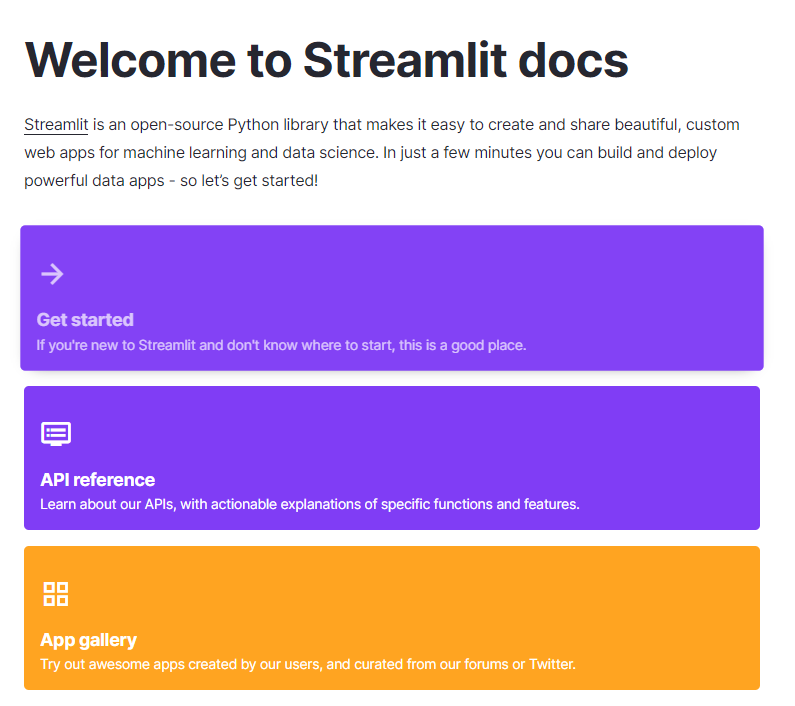 Welcome to Streamlit docs
Streamlit is an open-source Python library that makes it easy to create and share beautiful, custom
web apps for machine learning and data science. In just a few minutes you can build and deploy
powerful data apps - so let’s get started!
Get started
If you're new to Streamlit and don't know where to start, this is a good place.
API reference
Learn about our APIs, with actionable explanations of specific functions and features.
App gallery
Try out awesome apps created by our users, and curated from our forums or Twitter.